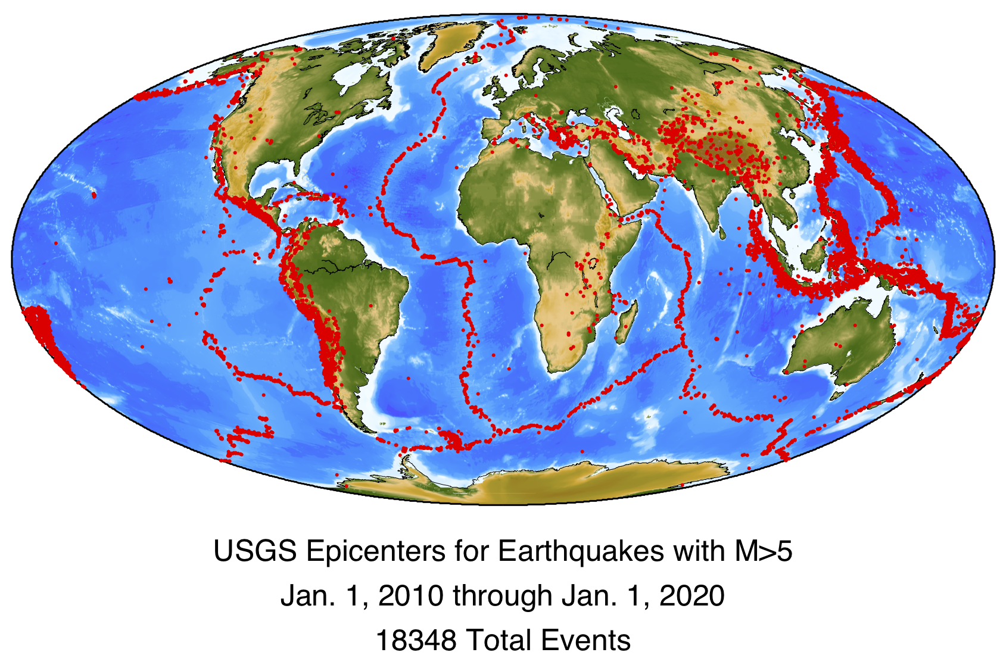 USGS Epicenters for Earthquakes with M>5
Jan. 1, 2010 through Jan. 1, 2020
18348 Total Events